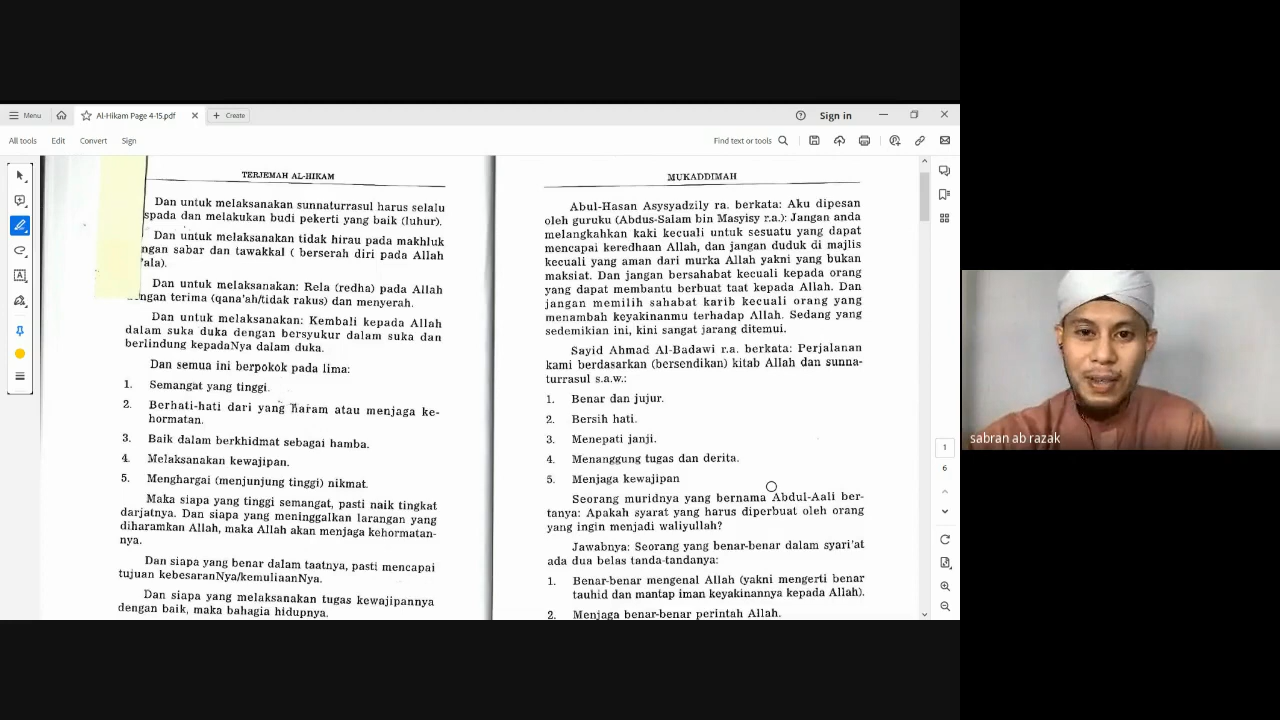 Menu
Al-Hikam Page 4-15.pdf
Create
Sign in
All tools
Edit
Convert
Sign
Find text or tools
TERJEMAH AL-HIKAM
Dan untuk melaksanakan sunnaturrasul harus selalu
spada dan melakukan budi pekerti yang baik (luhur).
Dan untuk melaksanakan tidak hirau pada makhluk
ngan sabar dan tawakkal ( berserah diri pada Allah
'ala).
Dan untuk melaksanakan: Rela (redha) pada Allah
engan terima (qana'ah/tidak rakus) dan menyerah.
Dan untuk melaksanakan: Kembali kepada Allah
dalam suka duka dengan bersyukur dalam suka dan
berlindung kepadaNya dalam duka.
Dan semua ini berpokok pada lima:
1. Semangat yang tinggi.
2. Berhati-hati dari yang haram atau menjaga ke-
hormatan.
3. Baik dalam berkhidmat sebagai hamba.
4. Melaksanakan kewajipan.
5. Menghargai (menjunjung tinggi) nikmat.
Maka siapa yang tinggi semangat, pasti naik tingkat
darjatnya. Dan siapa yang meninggalkan larangan yang
diharamkan Allah, maka Allah akan menjaga kehormatan-
nya.
Dan siapa yang benar dalam taatnya, pasti mencapai
tujuan kebesaranNya/kemuliaanNya.
Dan siapa yang melaksanakan tugas kewajipannya
dengan baik, maka bahagia hidupnya.
MUKADDIMAH
Abul-Hasan Asysyadzily ra. berkata: Aku dipesan
oleh guruku (Abdus-Salam bin Masyisy r.a.): Jangan anda
melangkahkan kaki kecuali untuk sesuatu yang dapat
mencapai keredhaan Allah, dan jangan duduk di majlis
kecuali yang aman dari murka Allah yakni yang bukan
maksiat. Dan jangan bersahabat kecuali kepada orang
yang dapat membantu berbuat taat kepada Allah. Dan
jangan memilih sahabat karib kecuali orang yang
menambah keyakinanmu terhadap Allah. Sedang yang
sedemikian ini, kini sangat jarang ditemui.
Sayid Ahmad Al-Badawi r.a. berkata: Perjalanan
kami berdasarkan (bersendikan) kitab Allah dan sunna-
turrasul s.a.w.:
1. Benar dan jujur.
2. Bersih hati.
3. Menepati janji.
4. Menanggung tugas dan derita.
5. Menjaga kewajipan
Seorang muridnya yang bernama Abdul-Aali ber-
tanya: Apakah syarat yang harus diperbuat oleh orang
yang ingin menjadi waliyullah?
Jawabnya: Seorang yang benar-benar dalam syari'at
ada dua belas tanda-tandanya:
1. Benar-benar mengenal Allah (yakni mengerti benar
tauhid dan mantap iman keyakinannya kepada Allah).
2. Menjaga benar-benar perintah Allah.
1
6
sabran ab razak